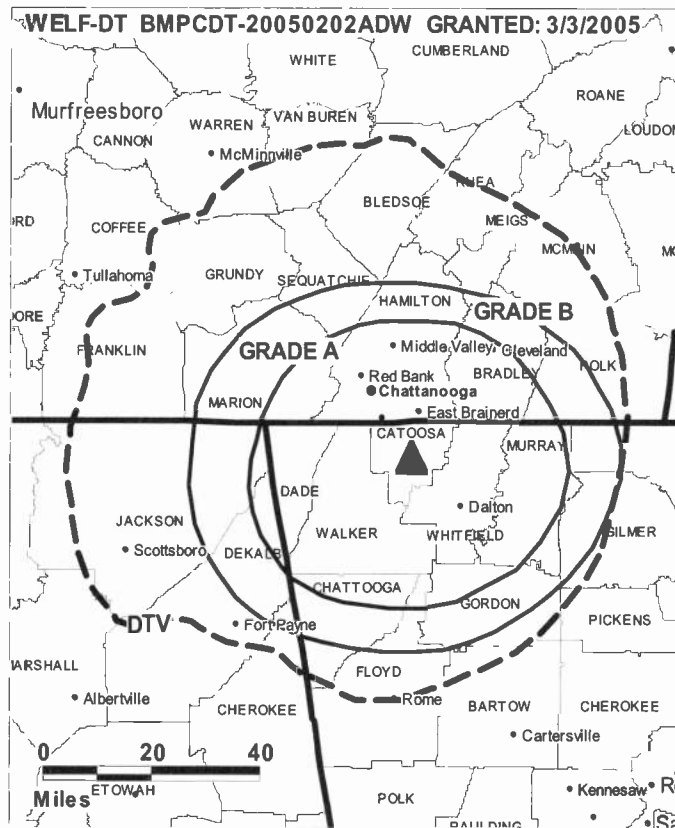 WELF-DT BMPCDT-20050202ADW GRANTED: 3/3/2005
CUMBERLAND
WHITE
ROANE
Murfreesboro
VAN BUREN
WARREN
LOUDON
CANNON
McMinnville
RHEA
BLEDSOE
MEIGS
COFFEE
MCMINN
Tullahoma
GRUNDY
SEQUATCHIE
HAMILTON
GRADE B
FRANKLIN
GRADE A
Middle Valley
Cleveland
POLK
Red Bank
BRADLEY
Chattanooga
MARION
East Brainerd
CATOOSA
MURRAY
DADE
Dalton
JACKSON
WALKER
WHITFIELD
GILMER
Scottsboro
DEKALB
CHATTOOGA
GORDON
DTV
Fort Payne
PICKENS
FLOYD
MARSHALL
Albertville
CHEROKEE
Rome
BARTOW
CHEROKEE
Cartersville
0 20 40
Miles
ETOWAH
POLK
Kennesaw
PAULDING